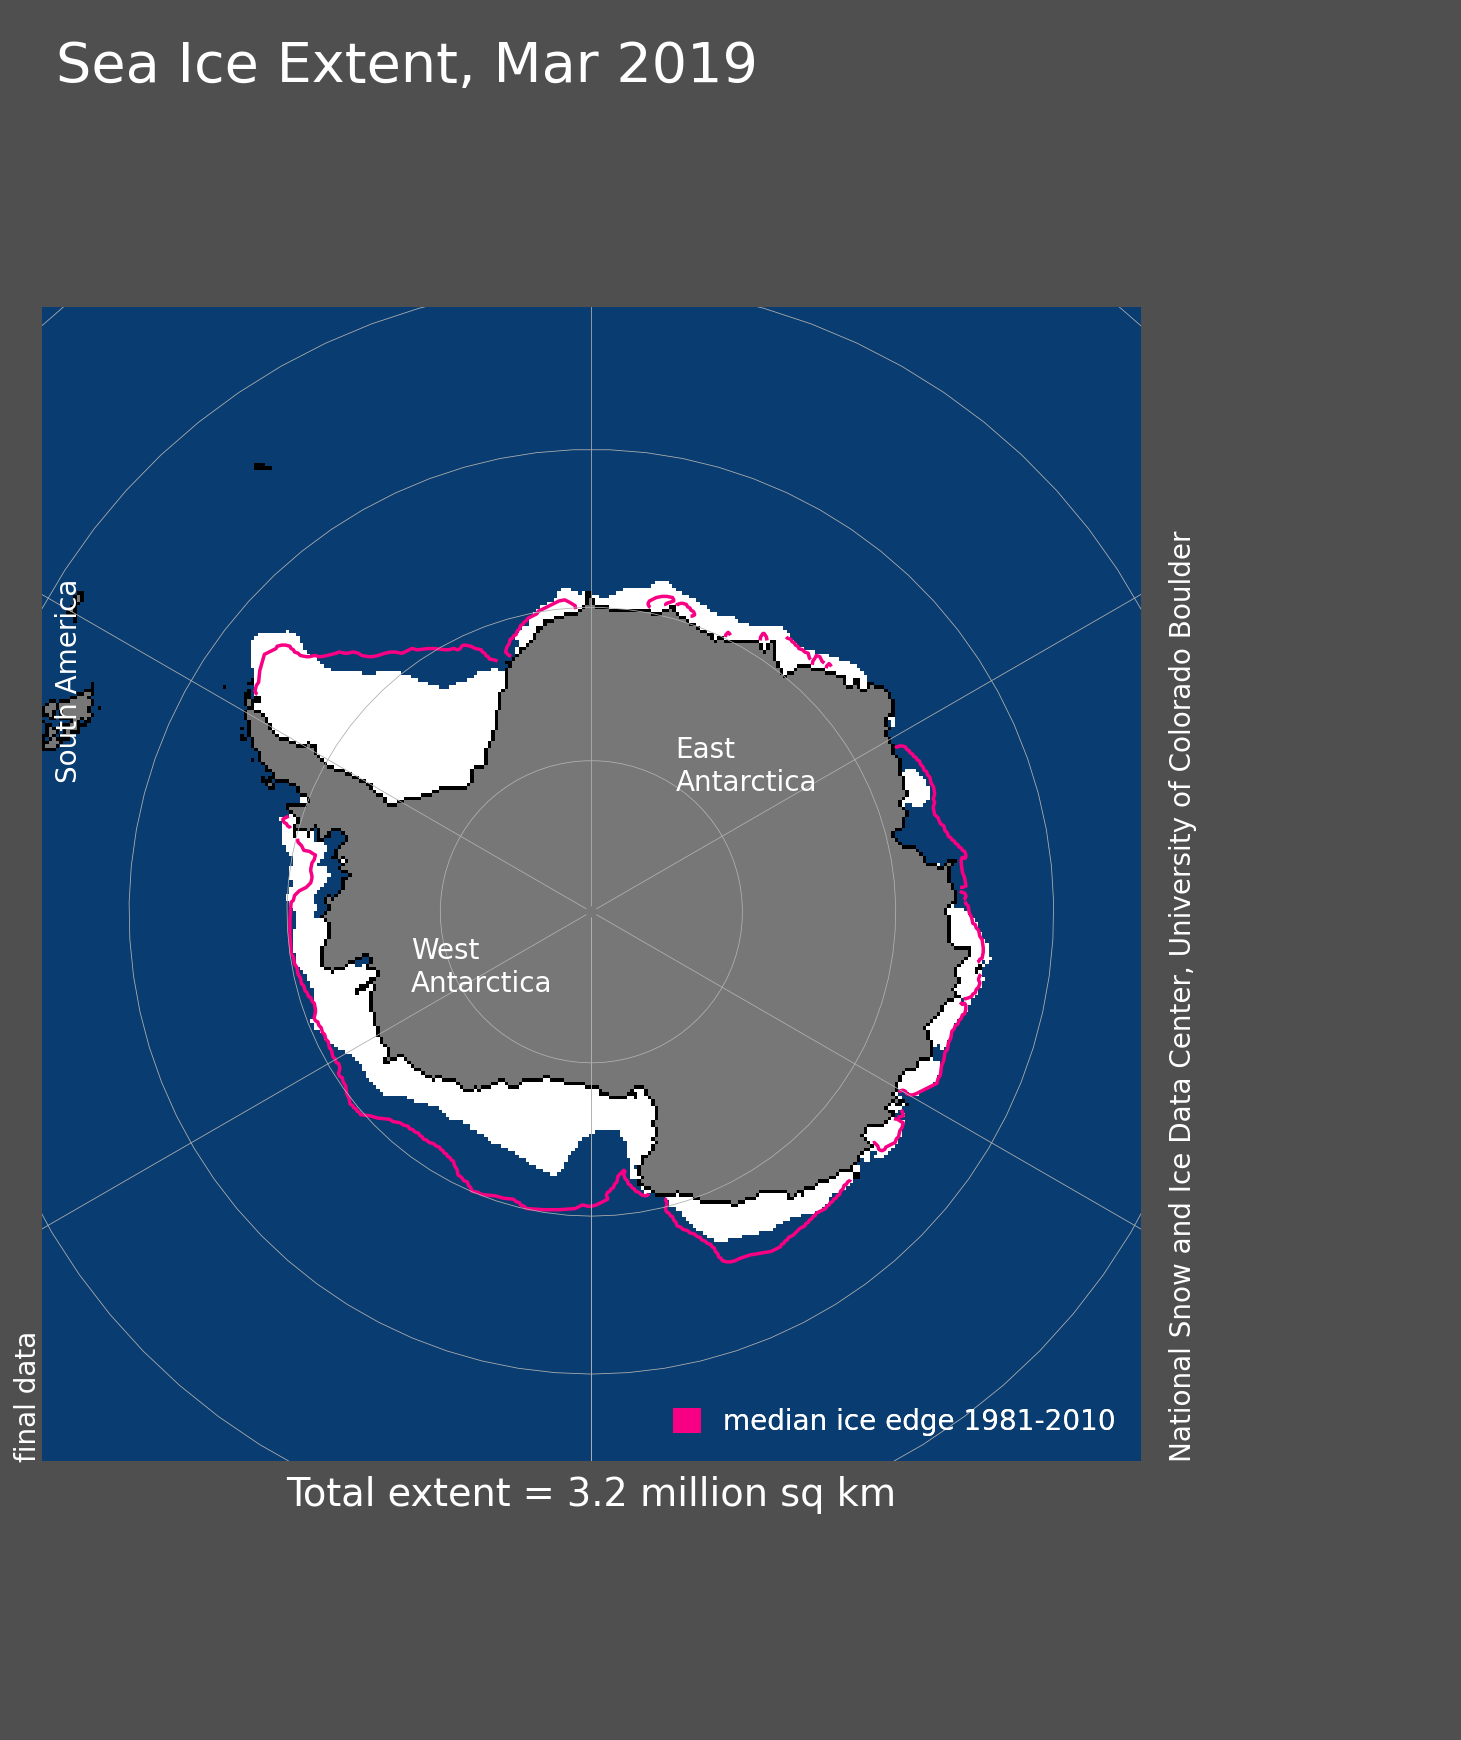 Sea Ice Extent, Mar 2019
South America
East
Antarctica
West
Antarctica
median ice edge 1981-2010
final data
National Snow and Ice Data Center, University of Colorado Boulder
Total extent = 3.2 million sq km